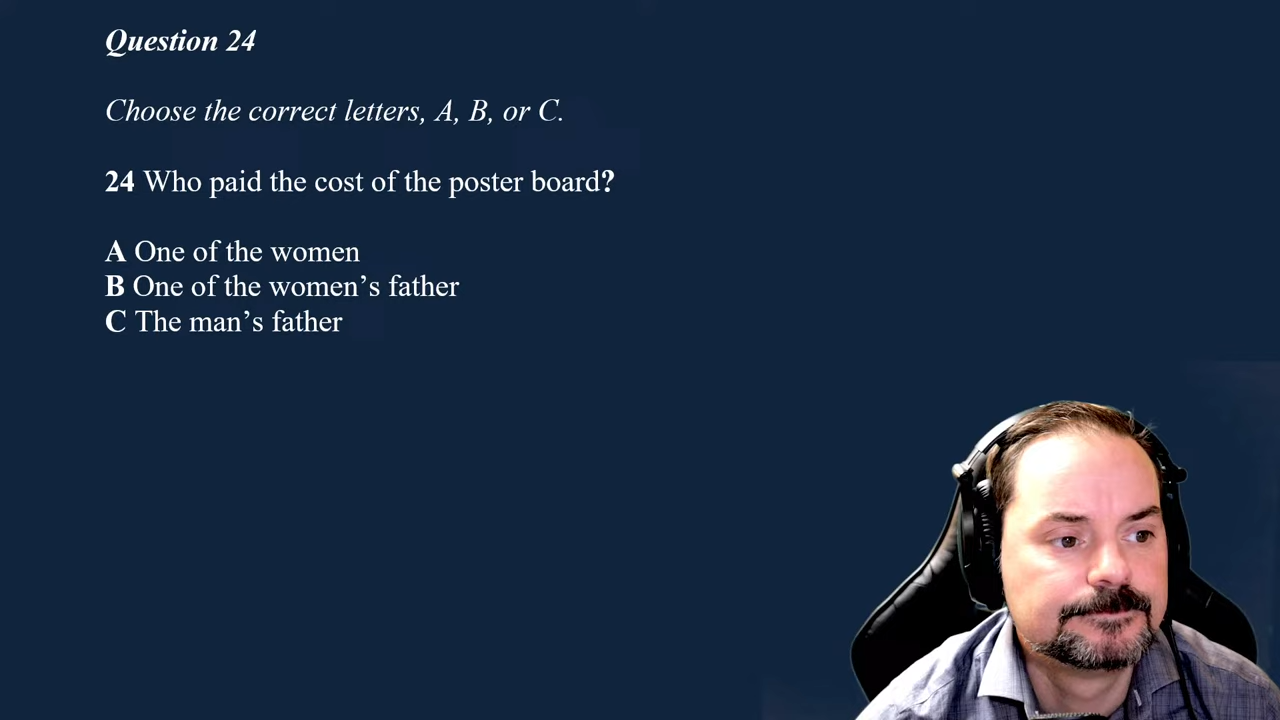 Question 24
Choose the correct letters, A, B, or C.
24 Who paid the cost of the poster board?
A One of the women
B One of the women’s father
C The man’s father